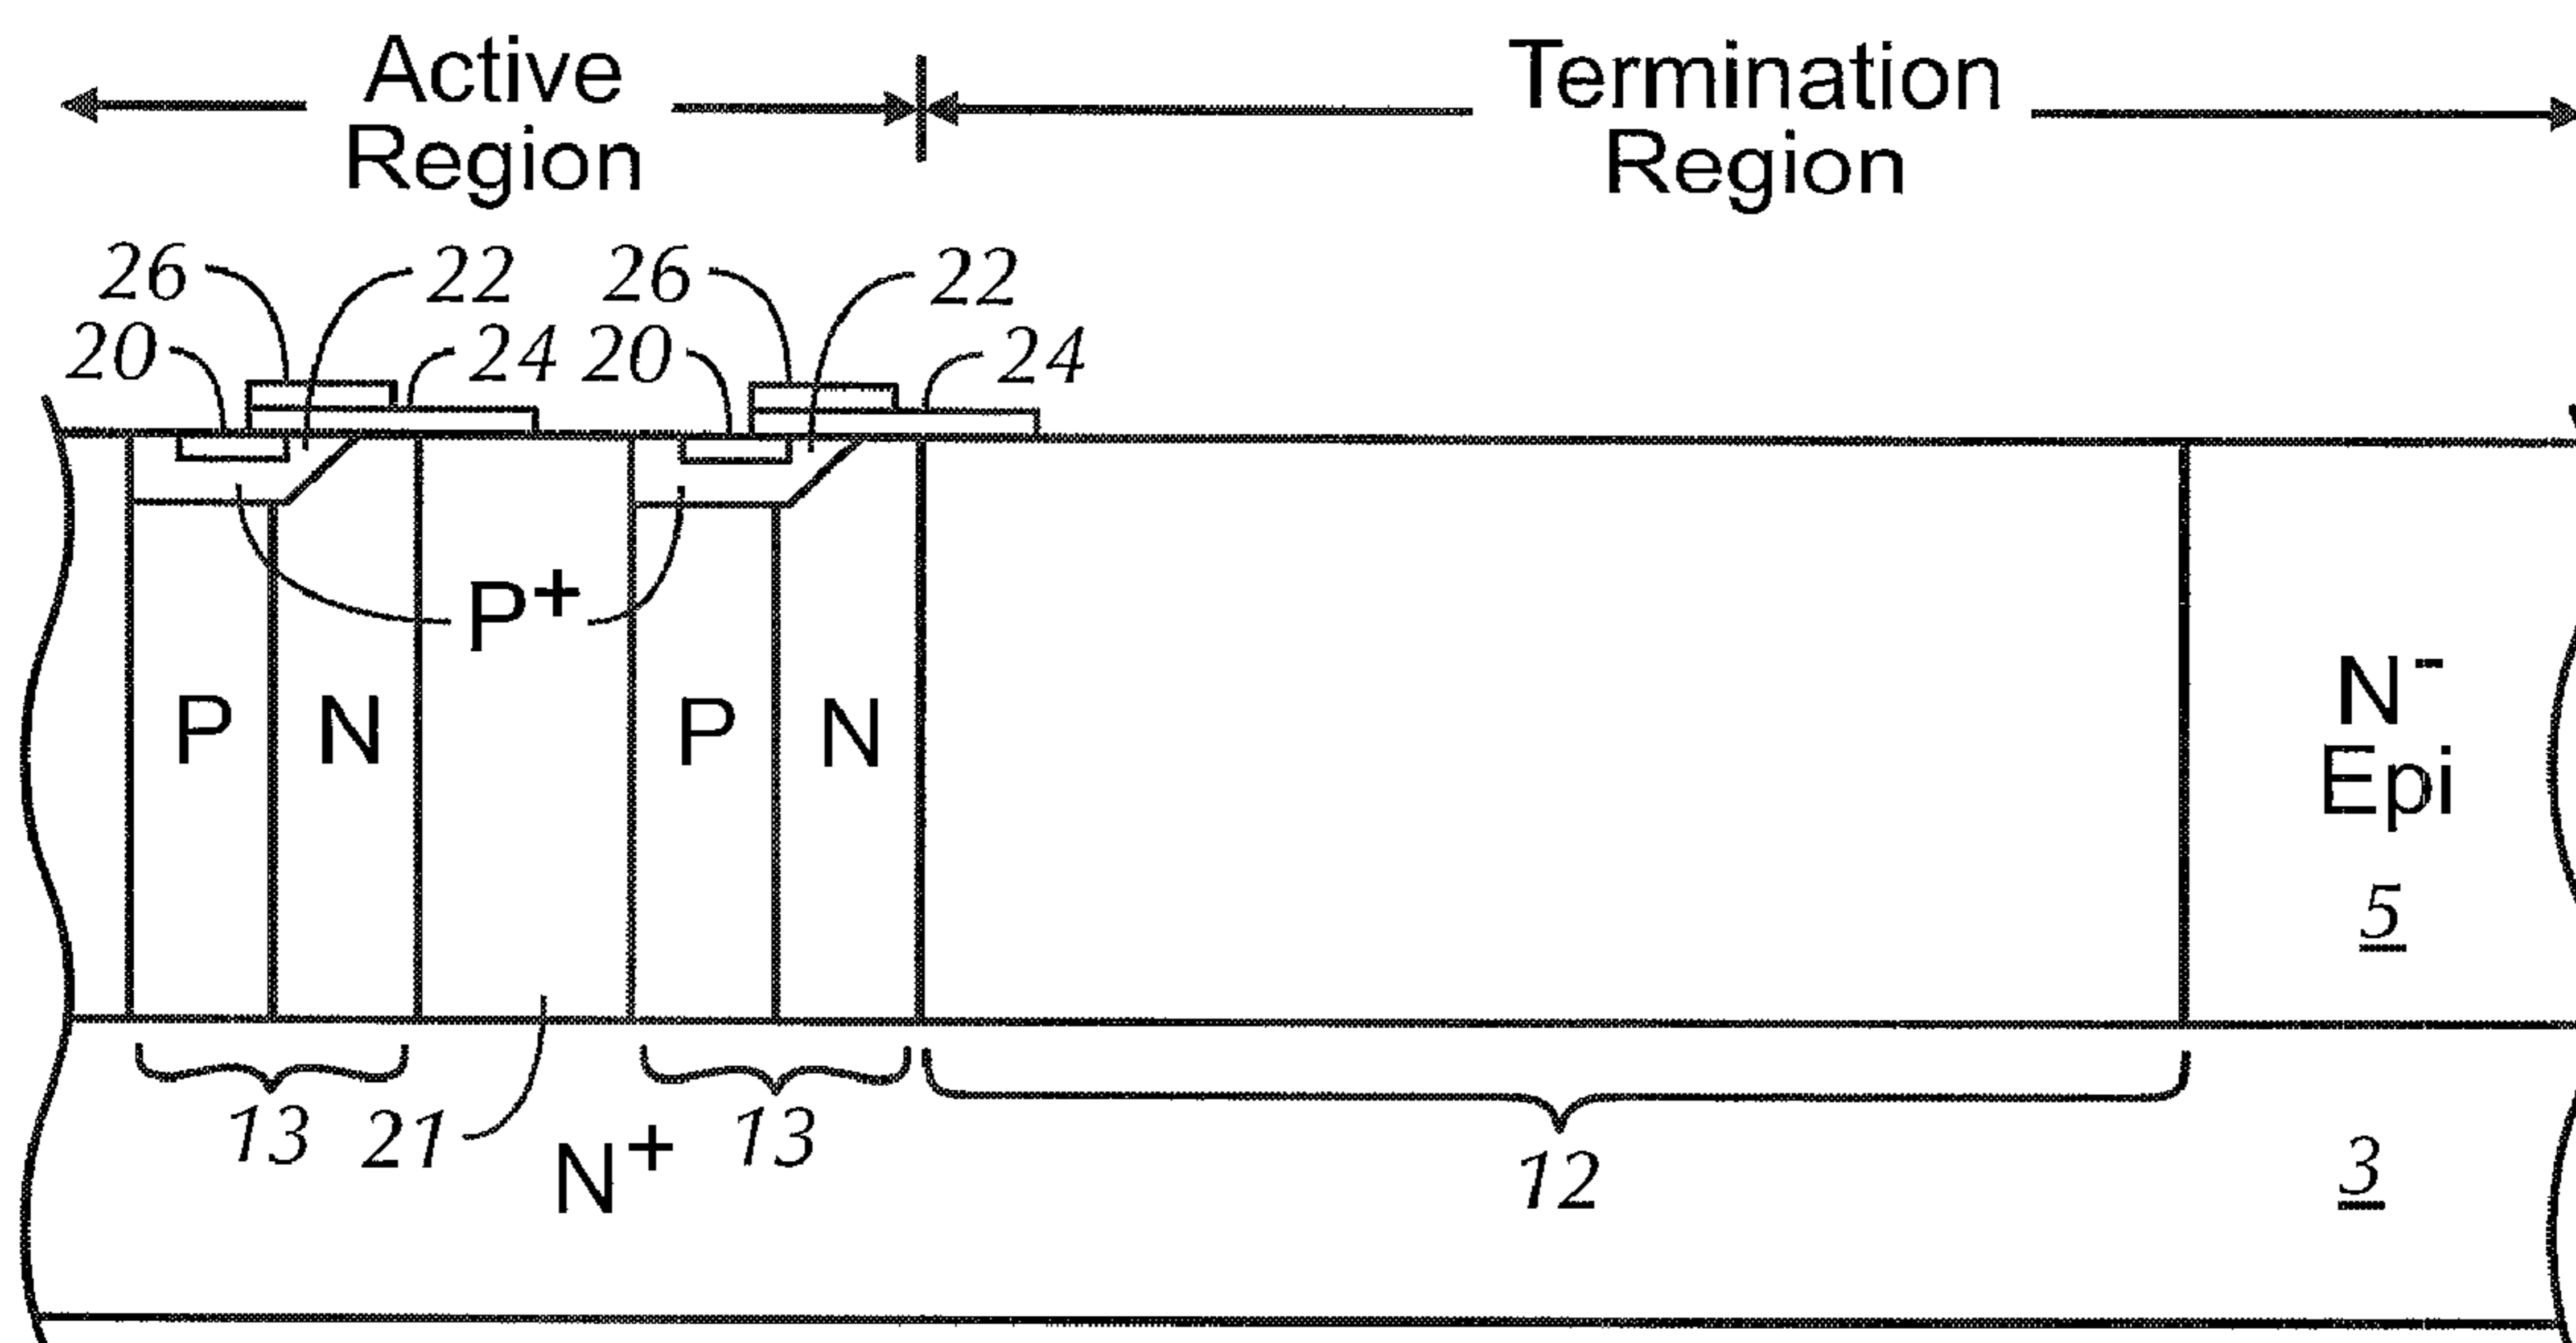 Active
Region
Termination
Region
26
22
26
22
20
24
20
24
P+
P
N
P
N
N-
Epi
5
13
21
13
N+
12
3